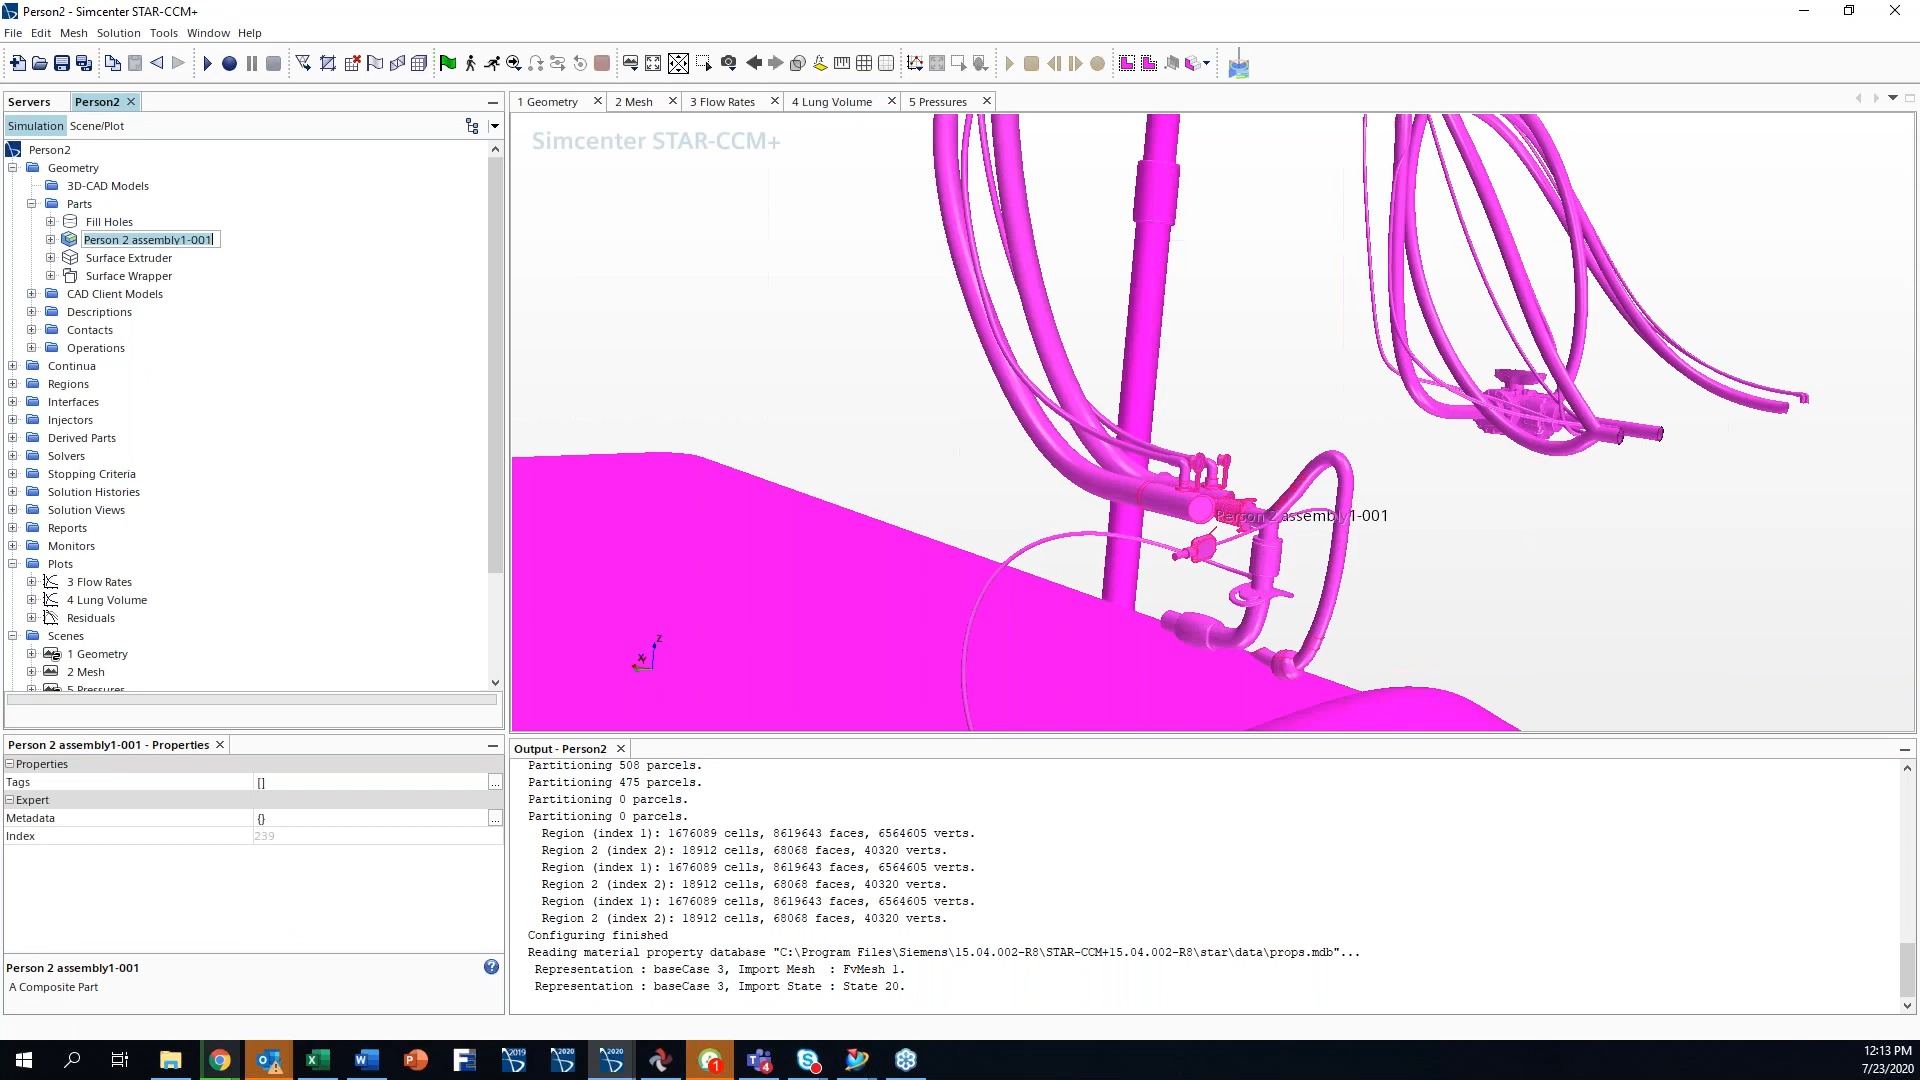 Person2 - Simcenter STAR-CCM+
File Edit Mesh Solution Tools Window Help
Servers Person2
Simulation Scene/Plot
Person2
Geometry
3D-CAD Models
Parts
Fill Holes
Person 2 assembly1-001
Surface Extruder
Surface Wrapper
CAD Client Models
Descriptions
Contacts
Operations
Continua
Regions
Interfaces
Injectors
Derived Parts
Solvers
Stopping Criteria
Solution Histories
Solution Views
Reports
Monitors
Plots
3 Flow Rates
4 Lung Volume
Residuals
Scenes
1 Geometry
2 Mesh
5 Pressures
Person 2 assembly1-001 - Properties
Properties
Tags []
Expert
Metadata {}
Index 239
Person 2 assembly1-001
A Composite Part
1 Geometry 2 Mesh 3 Flow Rates 4 Lung Volume 5 Pressures
Simcenter STAR-CCM+
Person 2 assembly1-001
Z
X
Output - Person2
Partitioning 508 parcels.
Partitioning 475 parcels.
Partitioning 0 parcels.
Partitioning 0 parcels.
Region (index 1): 1676089 cells, 8619643 faces, 6564605 verts.
Region 2 (index 2): 18912 cells, 68068 faces, 40320 verts.
Region (index 1): 1676089 cells, 8619643 faces, 6564605 verts.
Region 2 (index 2): 18912 cells, 68068 faces, 40320 verts.
Region (index 1): 1676089 cells, 8619643 faces, 6564605 verts.
Region 2 (index 2): 18912 cells, 68068 faces, 40320 verts.
Configuring finished
Reading material property database "C:\Program Files\Siemens\15.04.002-R8\STAR-CCM+15.04.002-R8\star\data\props.mdb"...
Representation : baseCase 3, Import Mesh : FvMesh 1.
Representation : baseCase 3, Import State : State 20.
2019
2020
2020
1
4
12:13 PM
7/23/2020